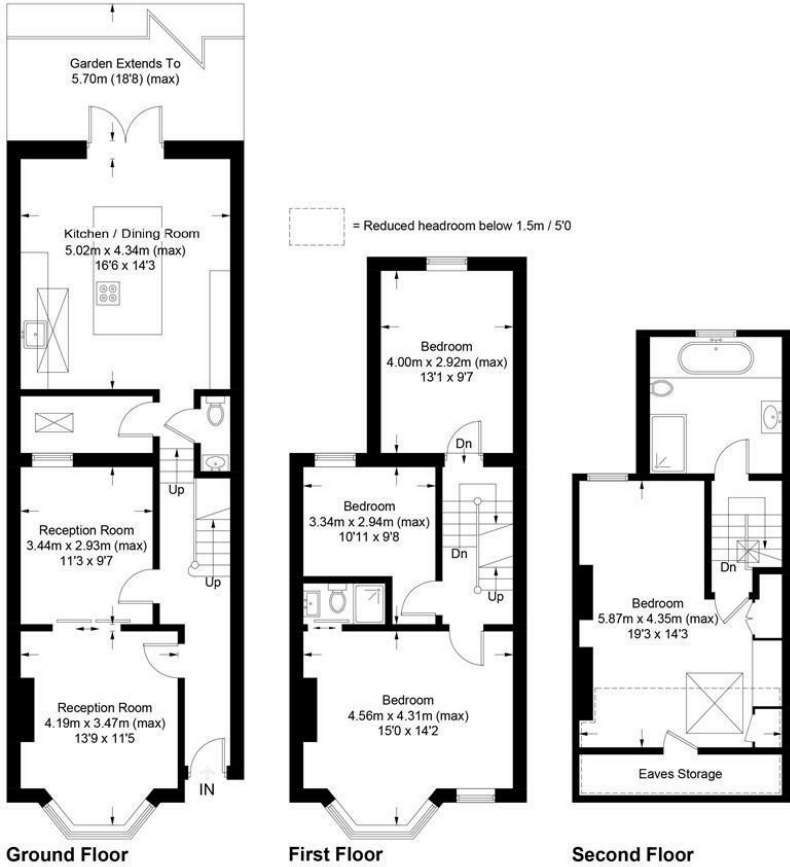 Garden Extends To
5.70m (18'8) (max)
Kitchen / Dining Room
5.02m x 4.34m (max)
16'6 x 14'3
Up
Reception Room
3.44m x 2.93m (max)
11'3 x 9'7
Up
Reception Room
4.19m x 3.47m (max)
13'9 x 11'5
IN
Ground Floor
= Reduced headroom below 1.5m / 5'0
Bedroom
4.00m x 2.92m (max)
13'1 x 9'7
Dn
Bedroom
3.34m x 2.94m (max)
10'11 x 9'8
Dn
Up
Bedroom
4.56m x 4.31m (max)
15'0 x 14'2
First Floor
Dn
Bedroom
5.87m x 4.35m (max)
19'3 x 14'3
Eaves Storage
Second Floor